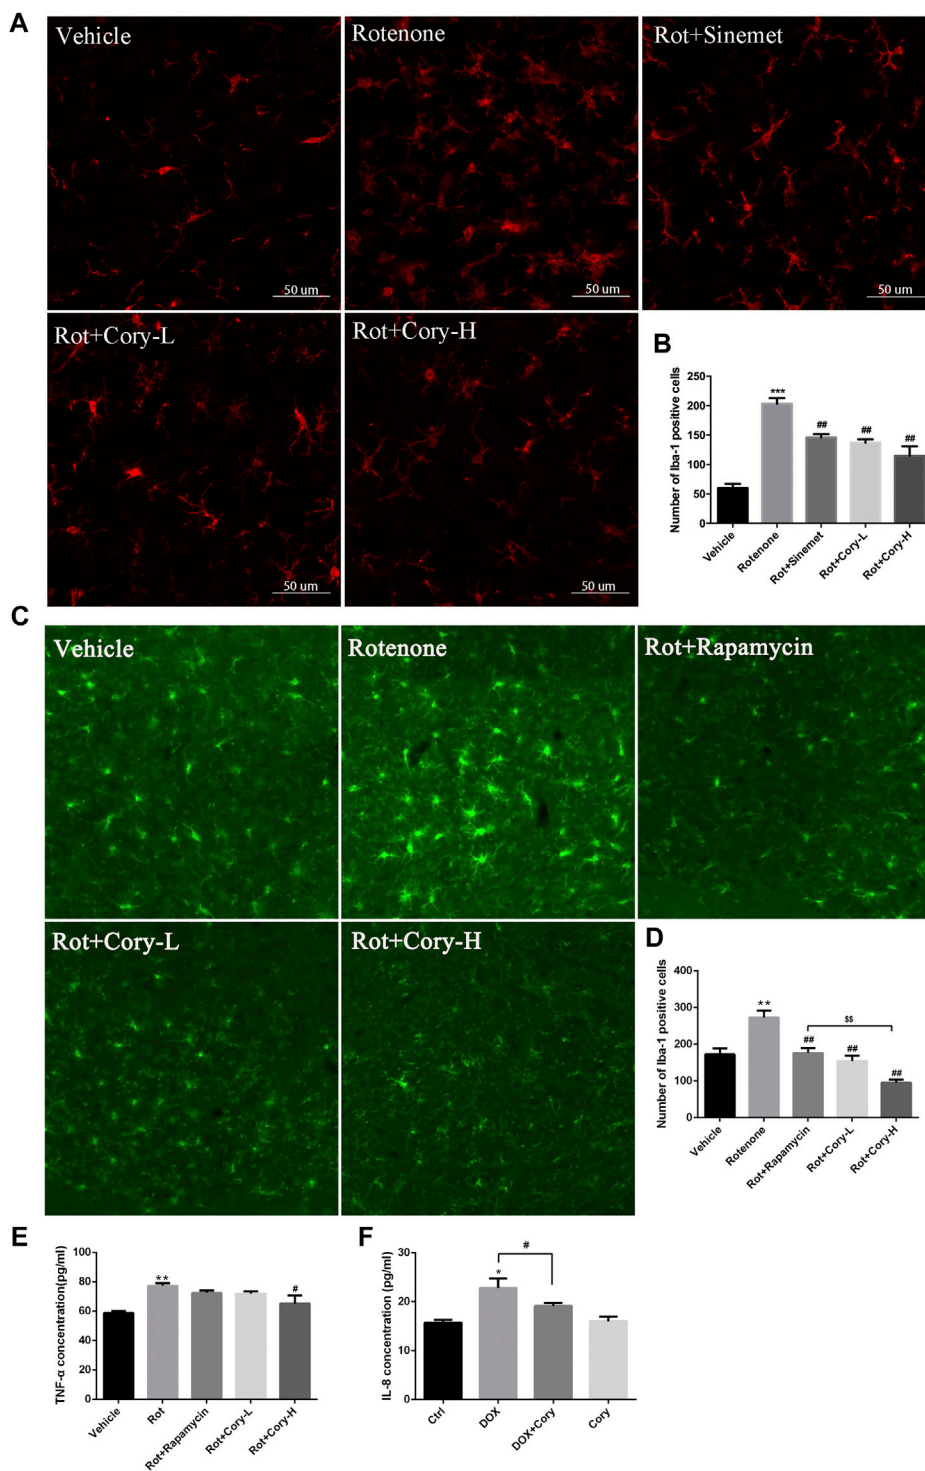 A
Vehicle
Rotenone
Rot+Sinemet
50 um
50 um
50 um
Rot+Cory-L
Rot+Cory-H
50 um
50 um
B
Number of Iba-1 positive cells
250
200
150
100
50
0
***
##
##
##
Vehicle
Rotenone
Rot+Sinemet
Rot+Cory-L
Rot+Cory-H
C
Vehicle
Rotenone
Rot+Rapamycin
Rot+Cory-L
Rot+Cory-H
D
Number of Iba-1 positive cells
400
300
200
100
0
**
##
##
##
$$
Vehicle
Rotenone
Rot+Rapamycin
Rot+Cory-L
Rot+Cory-H
E
TNF-α concentration(pg/ml)
100
80
60
40
20
0
**
#
Vehicle
Rot
Rot+Rapamycin
Rot+Cory-L
Rot+Cory-H
F
IL-8 concentration (pg/ml)
30
20
10
0
*
#
Ctrl
DOX
DOX+Cory
Cory